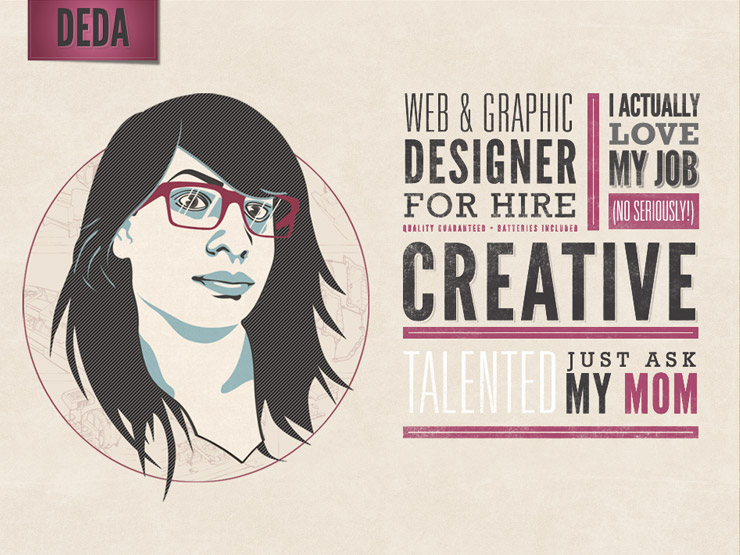 DEDA
WEB & GRAPHIC
DESIGNER
FOR HIRE
QUALITY GUARANTEED • BATTERIES INCLUDED
I ACTUALLY
LOVE
MY JOB
(NO SERIOUSLY!)
CREATIVE
TALENTED
JUST ASK
MY MOM